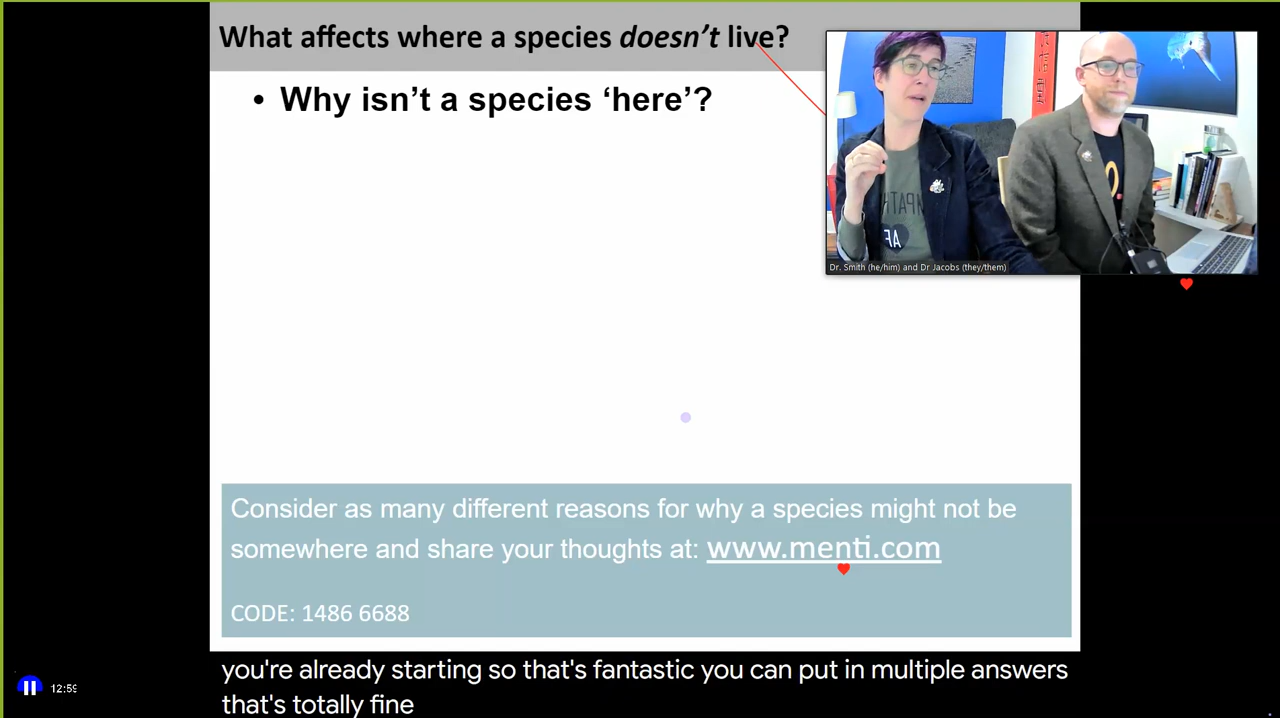 What affects where a species doesn't live?
• Why isn't a species 'here'?
AF
Dr. Smith (he/him) and Dr Jacobs (they/them)
Consider as many different reasons for why a species might not be
somewhere and share your thoughts at: www.menti.com
CODE: 1486 6688
you're already starting so that's fantastic you can put in multiple answers
that's totally fine
12:59